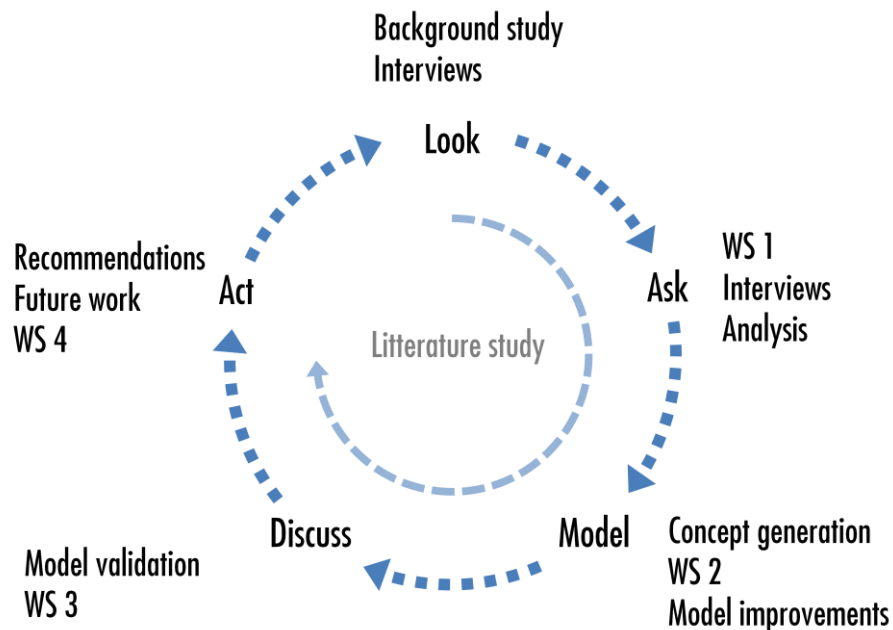 Background study
Interviews
Look
WS 1
Interviews
Analysis
Ask
Recommendations
Future work
WS 4
Act
Litterature study
Model
Concept generation
WS 2
Model improvements
Discuss
Model validation
WS 3